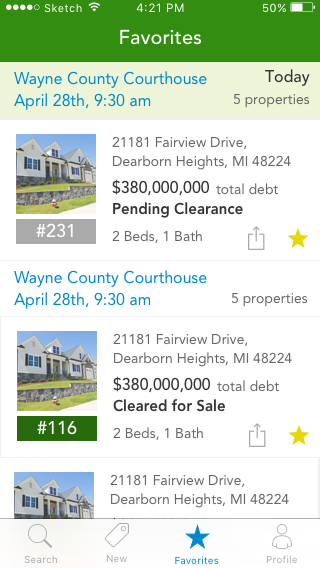 Sketch 4:21 PM 50%
Favorites
Wayne County Courthouse Today
April 28th, 9:30 am 5 properties
21181 Fairview Drive,
Dearborn Heights, MI 48224
$380,000,000 total debt
Pending Clearance
#231 2 Beds, 1 Bath
Wayne County Courthouse
April 28th, 9:30 am 5 properties
21181 Fairview Drive,
Dearborn Heights, MI 48224
$380,000,000 total debt
Cleared for Sale
#116 2 Beds, 1 Bath
21181 Fairview Drive,
Dearborn Heights, MI 48224
Search New Favorites Profile